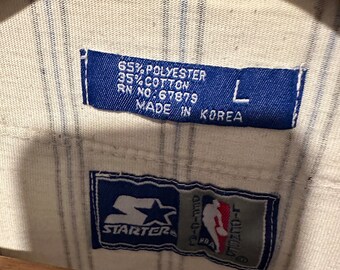 65% POLYESTER
35% COTTON
RN NO. 67879
L
MADE IN KOREA
STARTER